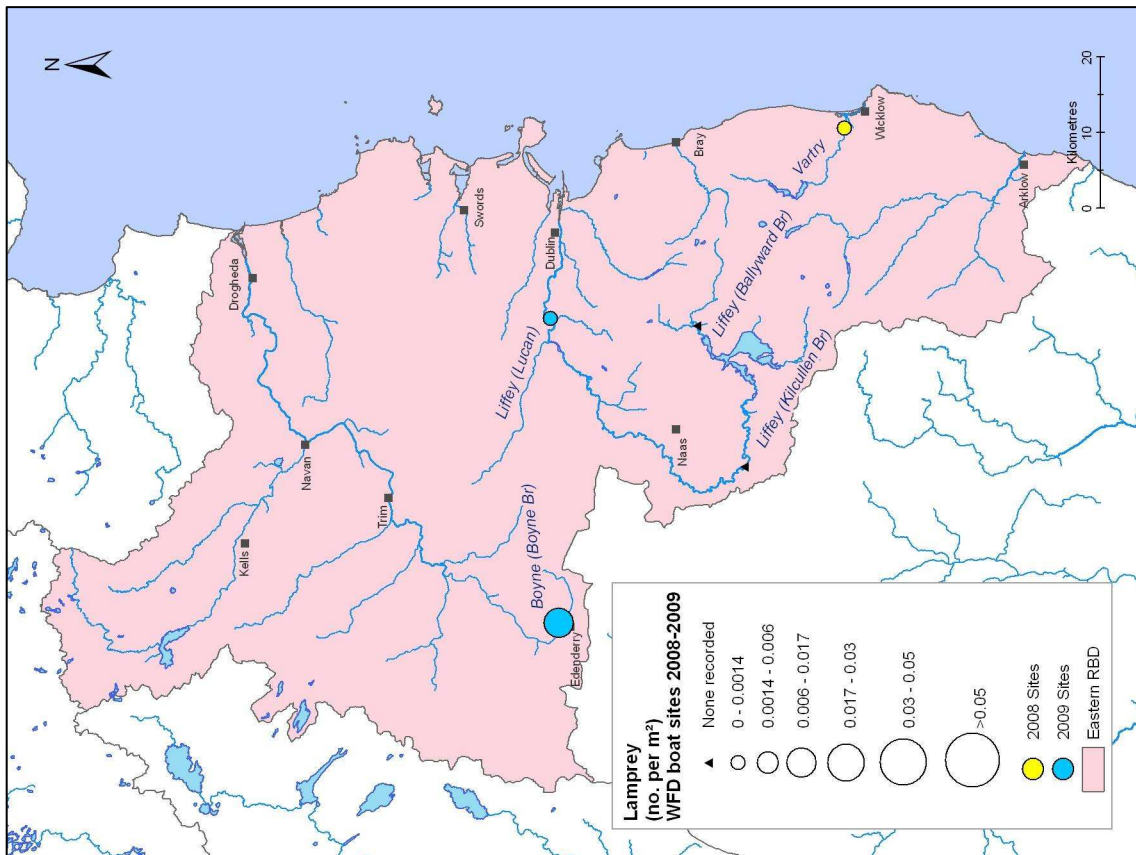 N
Drogheda
Kells
Navan
Trim
Swords
Boyne (Boyne Br)
Edenderry
Liffey (Lucan)
Dublin
Naas
Bray
Liffey (Ballyward Br)
Liffey (Kilcullen Br)
Vartry
Wicklow
Arklow
0 10 20
Kilometres
Lamprey
(no. per m²)
WFD boat sites 2008-2009
None recorded
0 - 0.0014
0.0014 - 0.006
0.006 - 0.017
0.017 - 0.03
0.03 - 0.05
>0.05
2008 Sites
2009 Sites
Eastern RBD